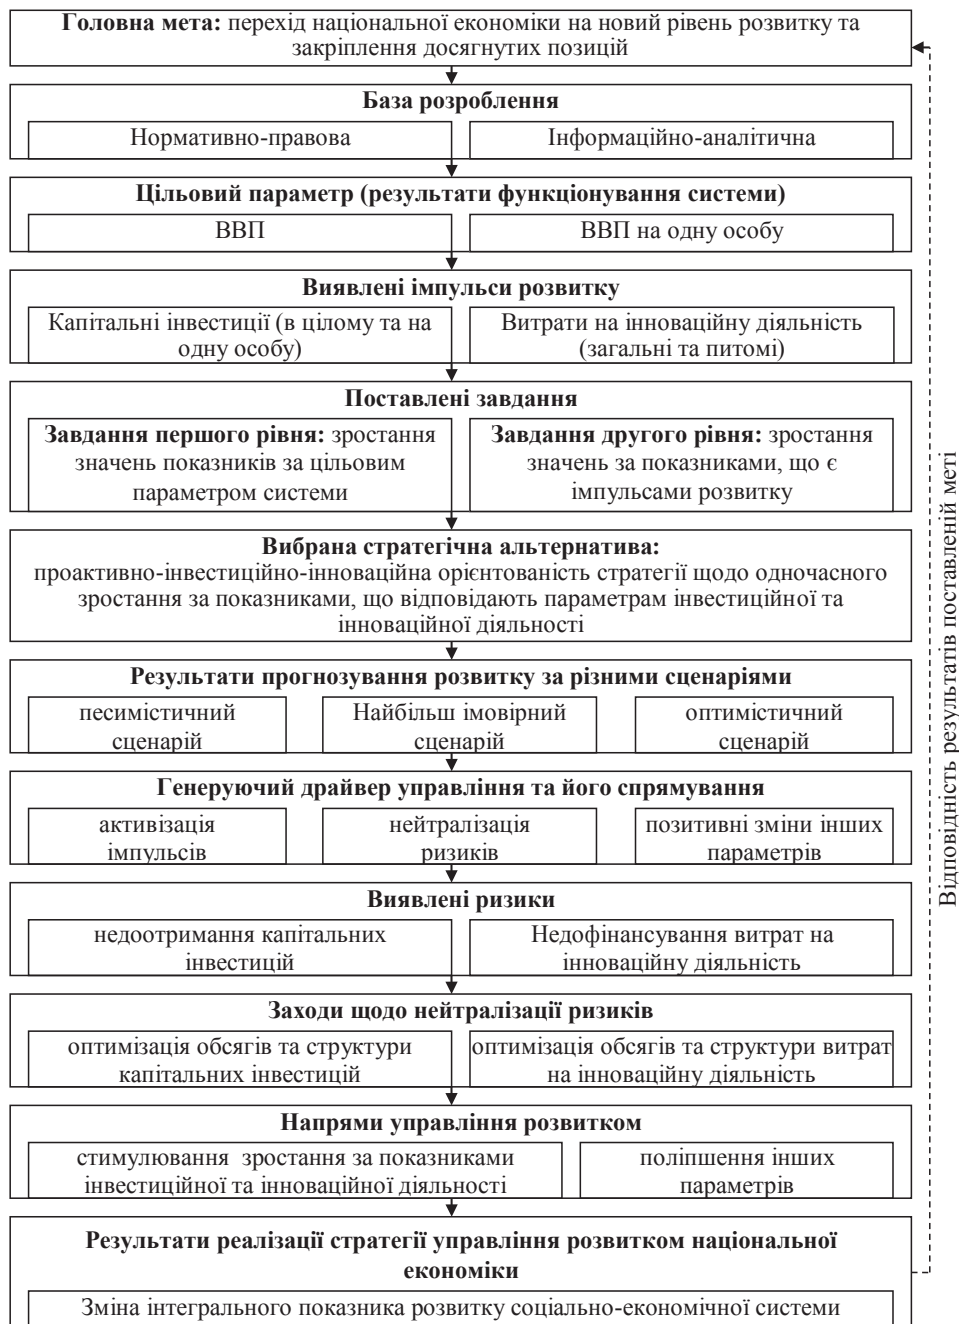 Головна мета: перехід національної економіки на новий рівень розвитку та
закріплення досягнутих позицій
База розроблення
Нормативно-правова
Інформаційно-аналітична
Цільовий параметр (результати функціонування системи)
ВВП
ВВП на одну особу
Виявлені імпульси розвитку
Капітальні інвестиції (в цілому та на
одну особу)
Витрати на інноваційну діяльність
(загальні та питомі)
Поставлені завдання
Завдання першого рівня: зростання
значень показників за цільовим
параметром системи
Завдання другого рівня: зростання
значень за показниками, що є
імпульсами розвитку
Вибрана стратегічна альтернатива:
проактивно-інвестиційно-інноваційна орієнтованість стратегії щодо одночасного
зростання за показниками, що відповідають параметрам інвестиційної та
інноваційної діяльності
Результати прогнозування розвитку за різними сценаріями
песимістичний
сценарій
Найбільш імовірний
сценарій
оптимістичний
сценарій
Генеруючий драйвер управління та його спрямування
активізація
імпульсів
нейтралізація
ризиків
позитивні зміни інших
параметрів
Виявлені ризики
недоотримання капітальних
інвестицій
Недофінансування витрат на
інноваційну діяльність
Заходи щодо нейтралізації ризиків
оптимізація обсягів та структури
капітальних інвестицій
оптимізація обсягів та структури витрат
на інноваційну діяльність
Напрями управління розвитком
стимулювання зростання за показниками
інвестиційної та інноваційної діяльності
поліпшення інших
параметрів
Результати реалізації стратегії управління розвитком національної
економіки
Зміна інтегрального показника розвитку соціально-економічної системи
Відповідність результатів поставленій меті